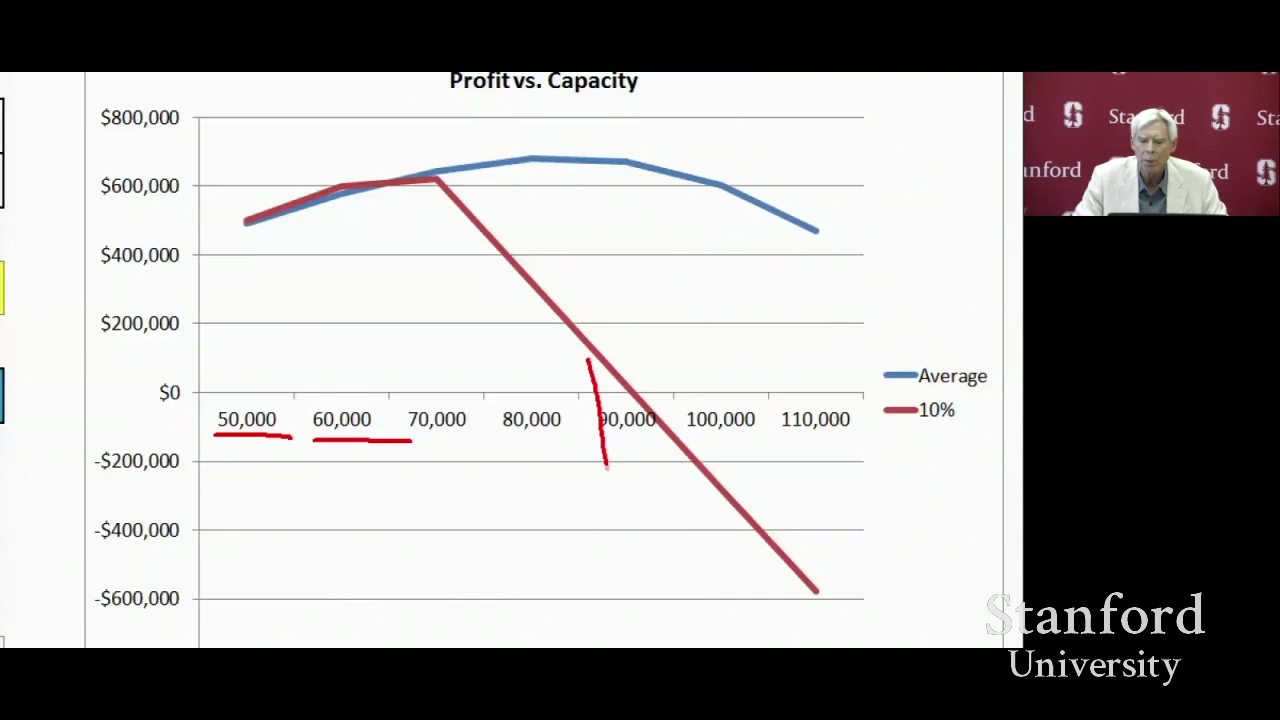 Profit vs. Capacity
$800,000
$600,000
$400,000
$200,000
$0
-$200,000
-$400,000
-$600,000
50,000 60,000 70,000 80,000 90,000 100,000 110,000
Average
10%
Stanford
Stanford
University